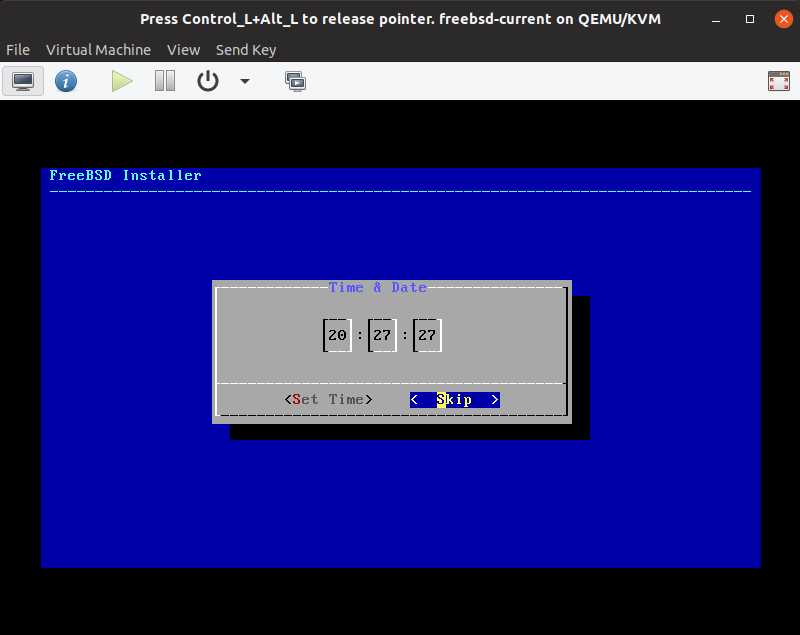 Press Control_L+Alt_L to release pointer. freebsd-current on QEMU/KVM
File Virtual Machine View Send Key
FreeBSD Installer
Time & Date
20:27:27
<Set Time> < Skip >